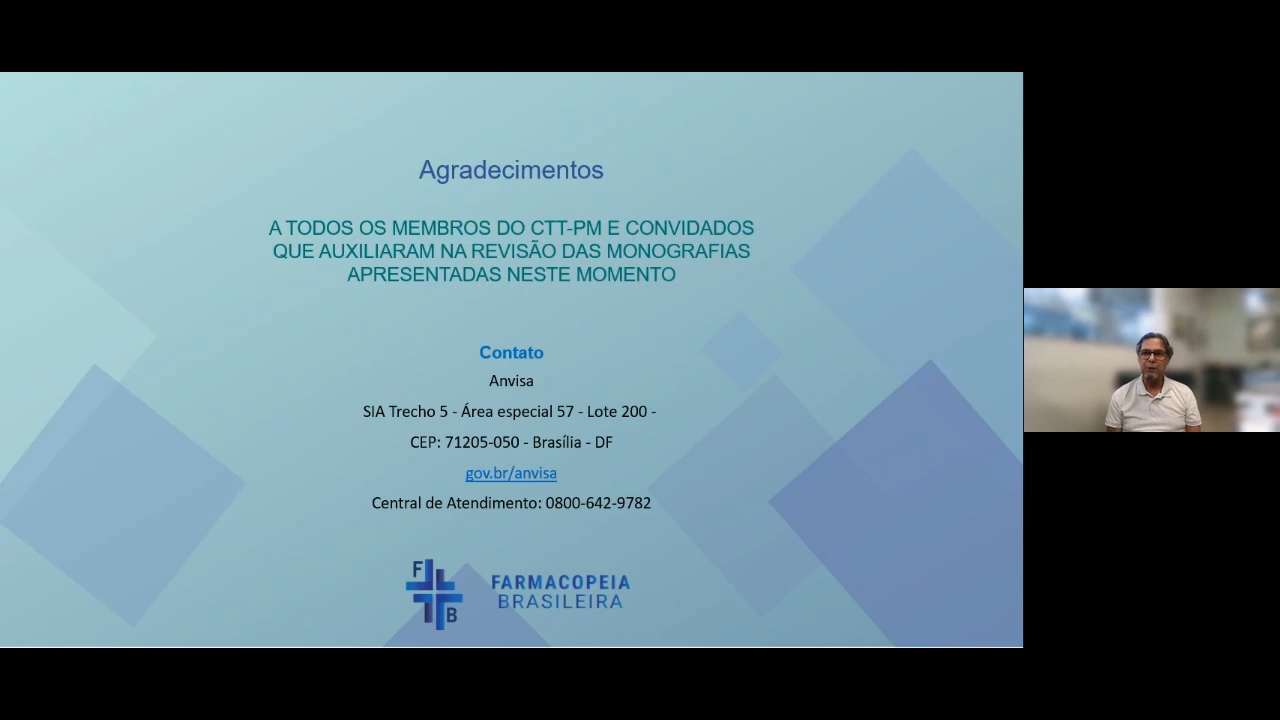 Agradecimentos
A TODOS OS MEMBROS DO CTT-PM E CONVIDADOS
QUE AUXILIARAM NA REVISÃO DAS MONOGRAFIAS
APRESENTADAS NESTE MOMENTO
Contato
Anvisa
SIA Trecho 5 - Área especial 57 - Lote 200 -
CEP: 71205-050 - Brasília - DF
gov.br/anvisa
Central de Atendimento: 0800-642-9782
F
B
FARMACOPEIA
BRASILEIRA